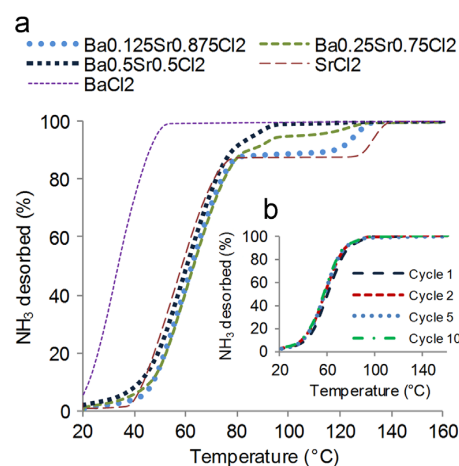 a
Ba0.125Sr0.875Cl2 Ba0.25Sr0.75Cl2
Ba0.5Sr0.5Cl2 SrCl2
BaCl2
NH3 desorbed (%)
100
80
60
40
20
0
20 40 60 80 100 120 140 160
Temperature (°C)
b
NH3 desorbed (%)
100
80
60
40
20
0
Cycle 1
Cycle 2
Cycle 5
Cycle 10
20 60 100 140
Temperature (°C)